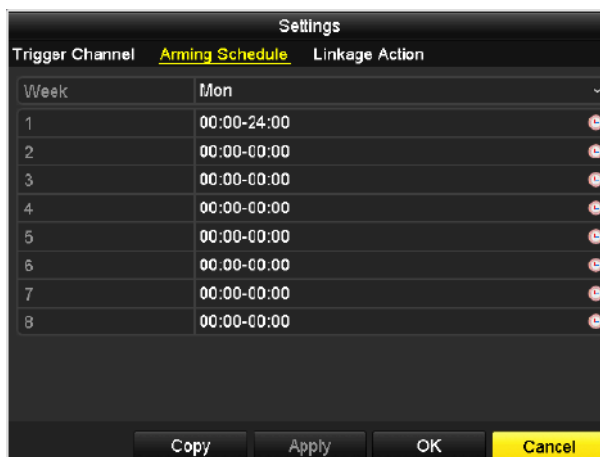 Settings
Trigger Channel Arming Schedule Linkage Action
Week Mon
1 00:00-24:00
2 00:00-00:00
3 00:00-00:00
4 00:00-00:00
5 00:00-00:00
6 00:00-00:00
7 00:00-00:00
8 00:00-00:00
Copy Apply OK Cancel